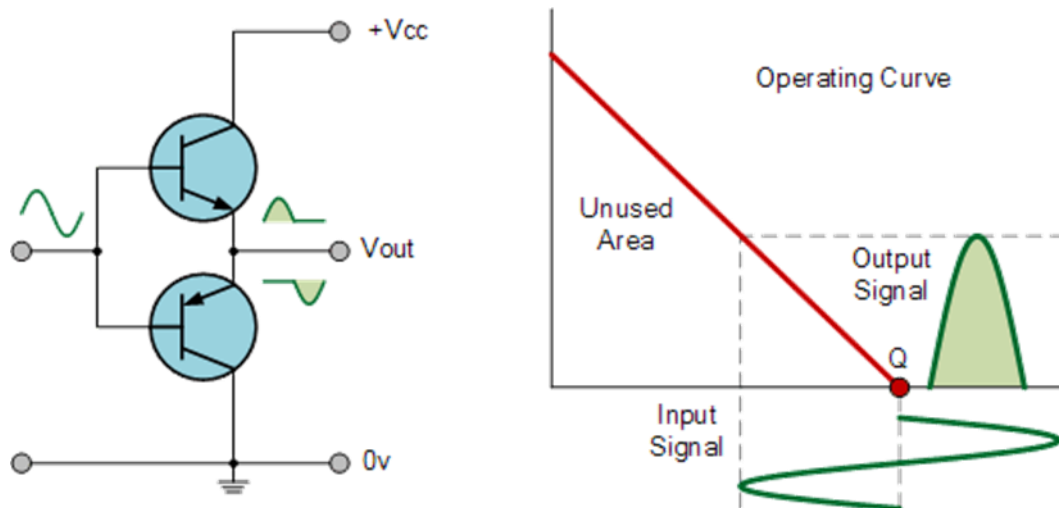 +Vcc
Vout
0v
Operating Curve
Unused
Area
Output
Signal
Q
Input
Signal